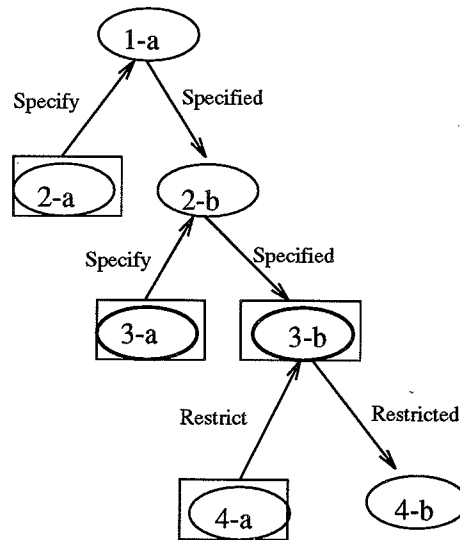 1-a
Specify
Specified
2-a
2-b
Specify
Specified
3-a
3-b
Restrict
Restricted
4-a
4-b